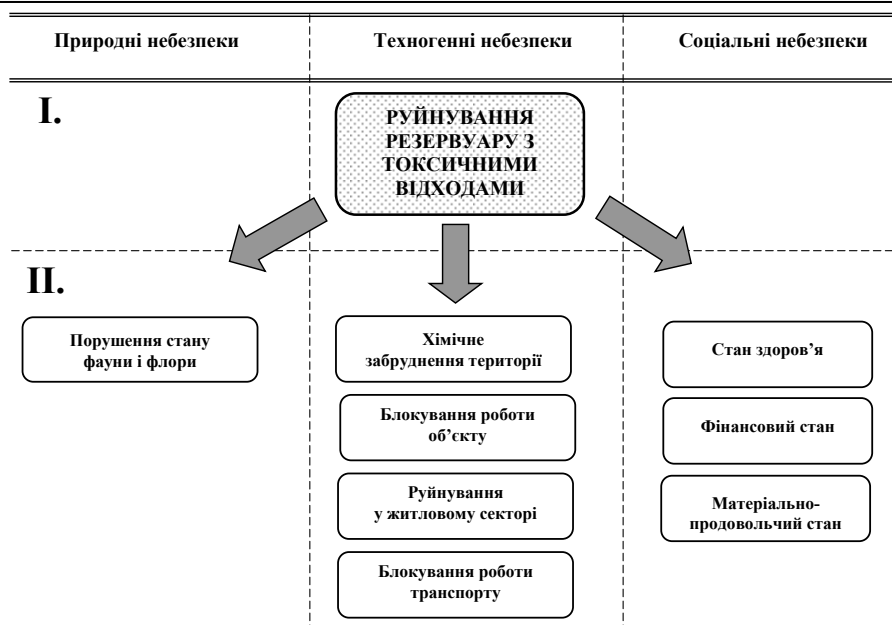 Природні небезпеки
Техногенні небезпеки
Соціальні небезпеки
I.
РУЙНУВАННЯ
РЕЗЕРВУАРУ З
ТОКСИЧНИМИ
ВІДХОДАМИ
II.
Порушення стану
фауни і флори
Хімічне
забруднення території
Блокування роботи
об’єкту
Руйнування
у житловому секторі
Блокування роботи
транспорту
Стан здоров’я
Фінансовий стан
Матеріально-
продовольчий стан